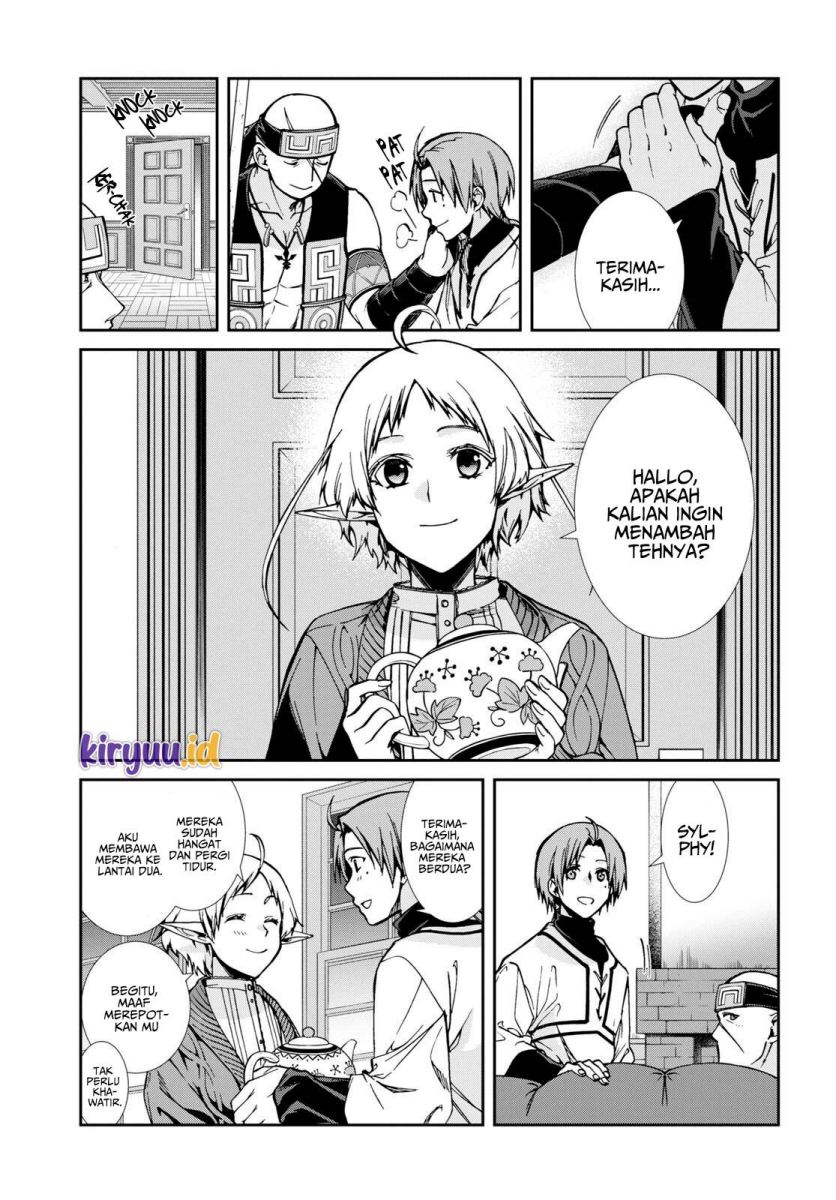 TERIMA-
KASIH...
PAT
PAT
KNOCK
KNOCK
HALLO,
APAKAH
KALIAN INGIN
MENAMBAH
TEHNYA?
kiryuu.id
SYL-
PHY!
TERIMA-
KASIH,
BAGAIMANA
MEREKA
BERDUA?
MEREKA
SUDAH
HANGAT
DAN PERGI
TIDUR.
AKU
MEMBAWA
MEREKA KE
LANTAI DUA.
BEGITU,
MAAF
MEREPOT-
KAN MU
TAK
PERLU
KHA-
WATIR.